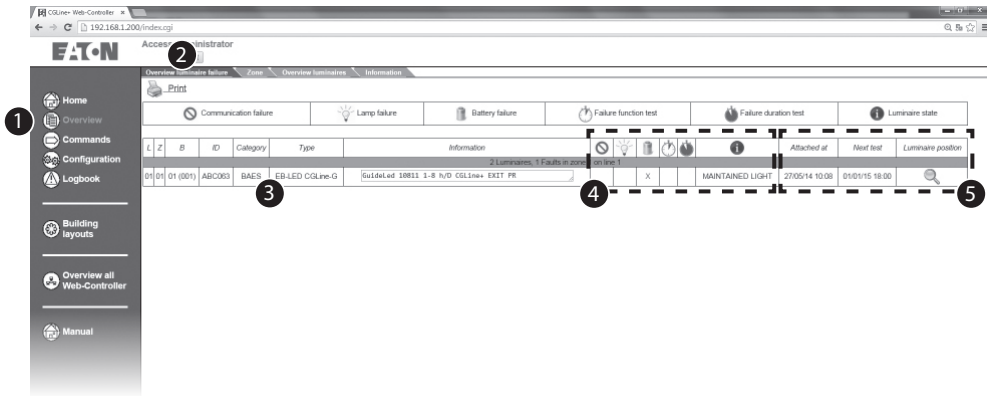 CGLine+ Web-Controller ×
192.168.1.200/index.cgi
EATON
2
Overview luminaire failure Zone Overview luminaires Information
Print
Home
1
Overview
Commands
Configuration
Logbook
Building
layouts
Overview all
Web-Controller
Manual
Communication failure Lamp failure Battery failure Failure function test Failure duration test Luminaire state
L Z B ID Category Type Information Attached at Next test Luminaire position
2 Luminaires, 1 Faults in zone on line 1
01 01 01 (001) ABC063 BAES EB-LED CGLine-G GuideLed 10811 1-8 h/D CGLine+ EXIT PR X MAINTAINED LIGHT 27/05/14 10:08 01/01/15 18:00
3 4 5